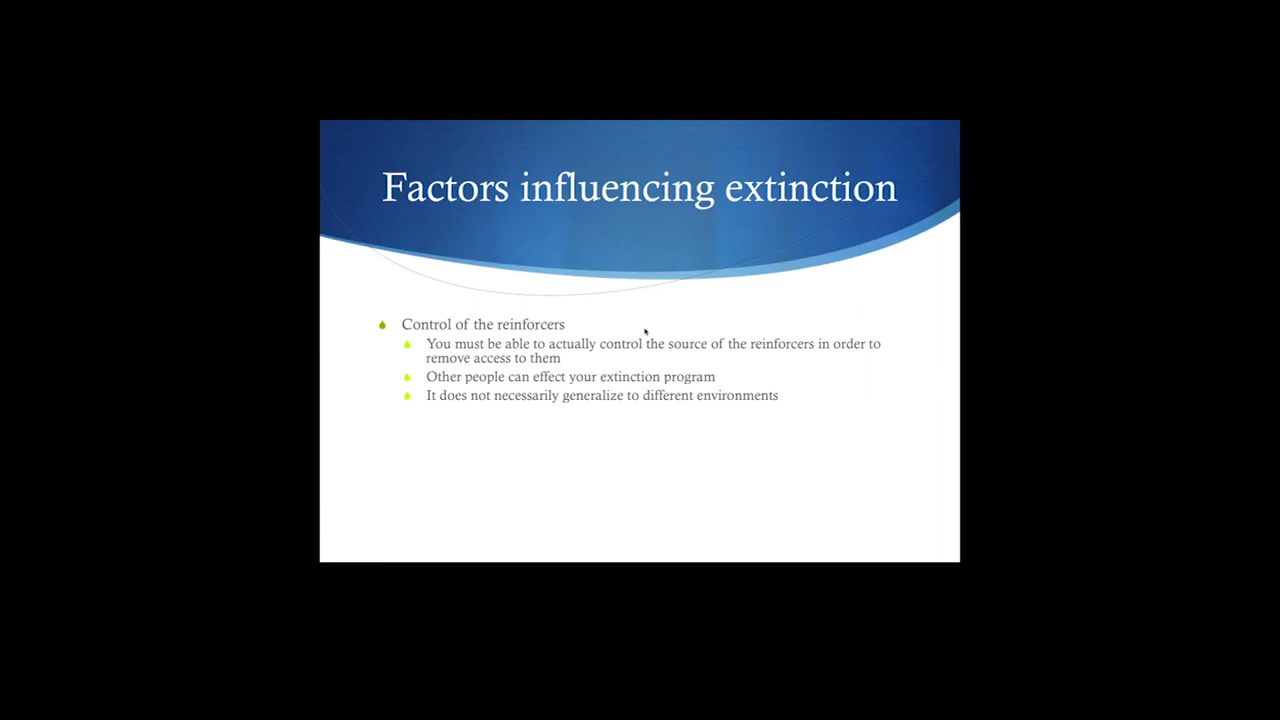 Factors influencing extinction
Control of the reinforcers
You must be able to actually control the source of the reinforcers in order to
remove access to them
Other people can effect your extinction program
It does not necessarily generalize to different environments